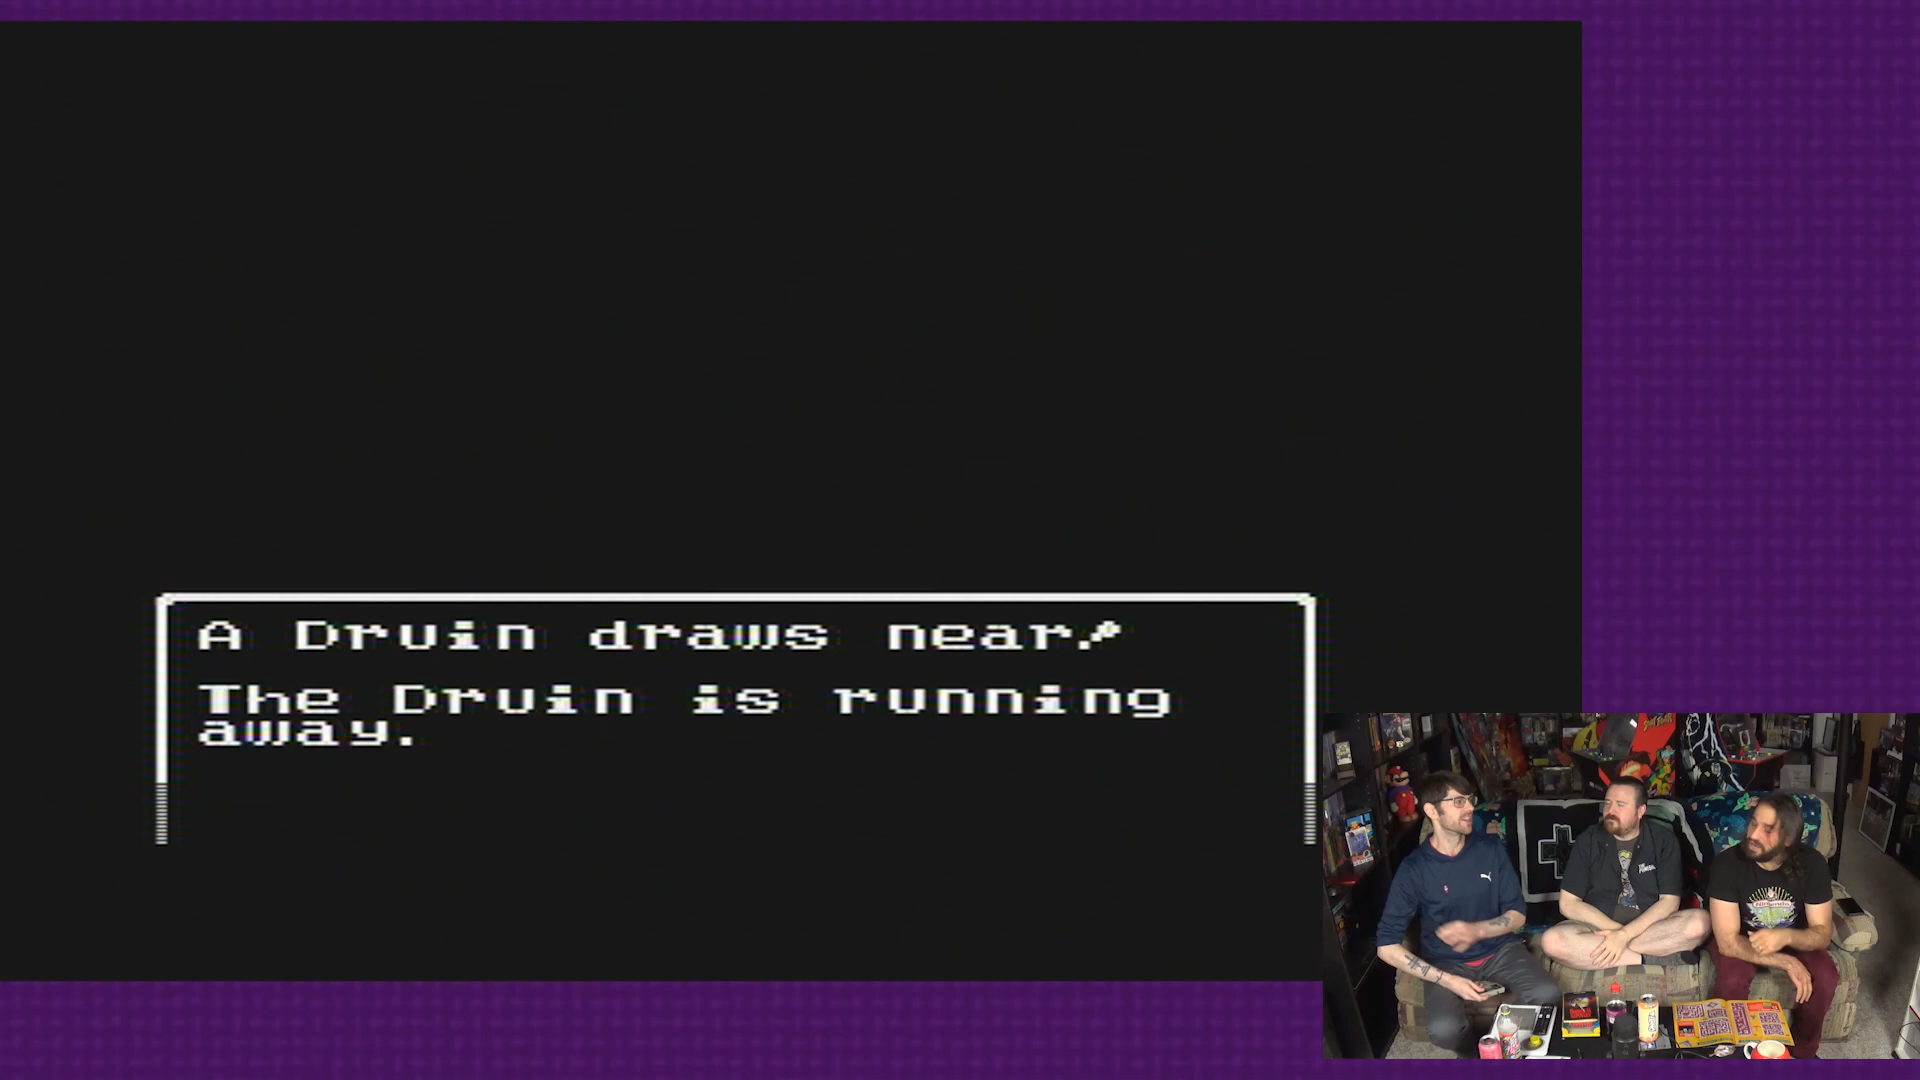 A Druin draws near!
The Druin is running
away.